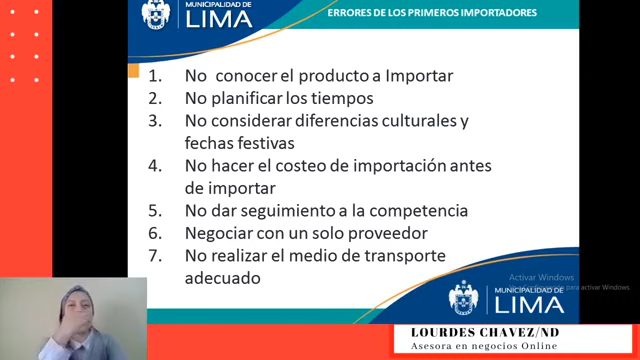 MUNICIPALIDAD DE
LIMA
ERRORES DE LOS PRIMEROS IMPORTADORES
1. No conocer el producto a Importar
2. No planificar los tiempos
3. No considerar diferencias culturales y
fechas festivas
4. No hacer el costeo de importación antes
de importar
5. No dar seguimiento a la competencia
6. Negociar con un solo proveedor
7. No realizar el medio de transporte
adecuado
Activar Windows
para activar Windows.
MUNICIPALIDAD DE
LIMA
LOURDES CHAVEZ/ND
Asesora en negocios Online